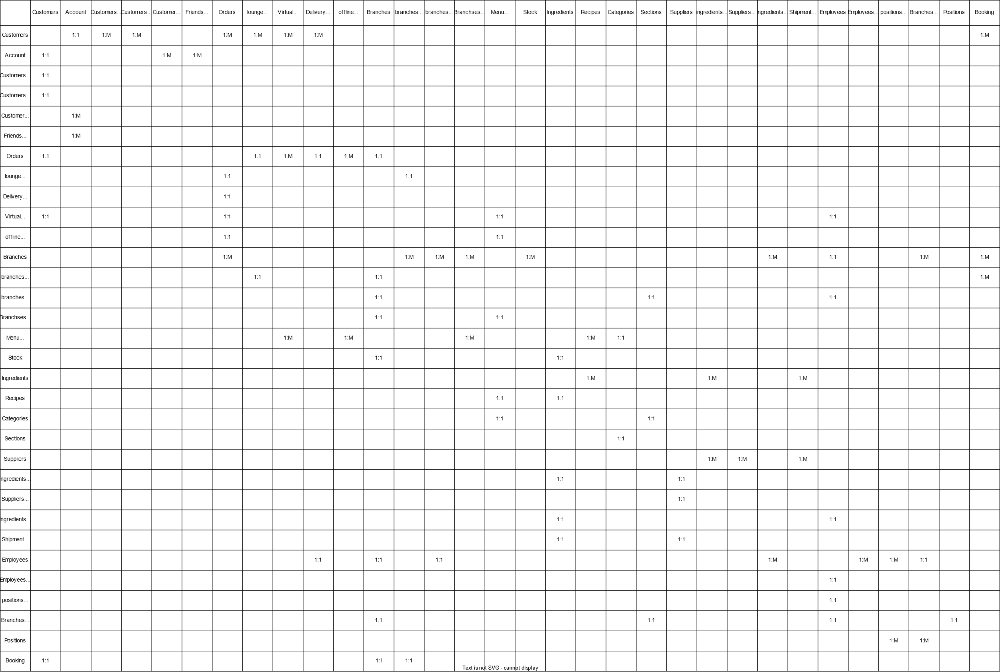 Customers Account Customers... Customers... Customer... Friends... Orders lounge... Virtual... Delivery... offline... Branches branches... branches... Branchses... Menu... Stock Ingredients Recipes Categories Sections Suppliers ingredients... Suppliers... ngredients... Shipment... Employees Employees... positions... Branches... Positions Booking
Customers 1:1 1:M 1:M 1:M 1:M 1:M 1:M 1:M
Account 1:1 1:M 1:M
Customers... 1:1
Customers... 1:1
Customer... 1:M
Friends... 1:M
Orders 1:1 1:1 1:M 1:1 1:M 1:1
lounge... 1:1 1:1
Delivery... 1:1
Virtual... 1:1 1:1 1:1 1:1
offline... 1:1 1:1
Branches 1:M 1:M 1:M 1:M 1:M 1:M 1:1 1:M 1:M
branches... 1:1 1:1 1:M
branches... 1:1 1:1 1:1
Branchses... 1:1 1:1
Menu... 1:M 1:M 1:M 1:M 1:1
Stock 1:1 1:1
Ingredients 1:M 1:M 1:M
Recipes 1:1 1:1
Categories 1:1 1:1
Sections 1:1
Suppliers 1:M 1:M 1:M
ngredients... 1:1 1:1
Suppliers... 1:1
ngredients... 1:1 1:1
Shipment... 1:1 1:1
Employees 1:1 1:1 1:1 1:M 1:M 1:M 1:1
Employees... 1:1
positions... 1:1
Branches... 1:1 1:1 1:1 1:1
Positions 1:M 1:M
Booking 1:1 1:! 1:1
Text is not SVG - cannot display